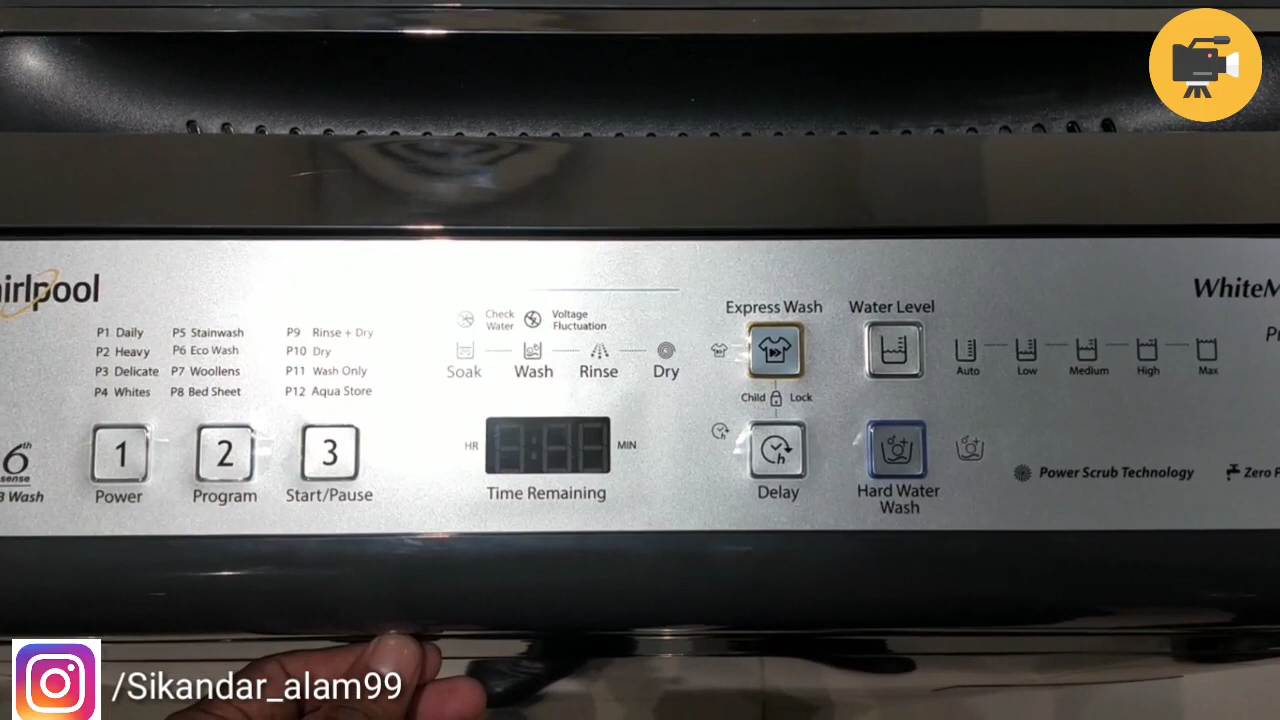 irlpool
WhiteM
P1 Daily
P2 Heavy
P3 Delicate
P4 Whites
P5 Stainwash
P6 Eco Wash
P7 Woollens
P8 Bed Sheet
P9 Rinse + Dry
P10 Dry
P11 Wash Only
P12 Aqua Store
Check
Water
Voltage
Fluctuation
Soak Wash Rinse Dry
Express Wash
Water Level
Auto Low Medium High Max
Child Lock
6th
sense
Wash
1
Power
2
Program
3
Start/Pause
HR
MIN
Time Remaining
h
Delay
Hard Water
Wash
Power Scrub Technology
Zero
/Sikandar_alam99